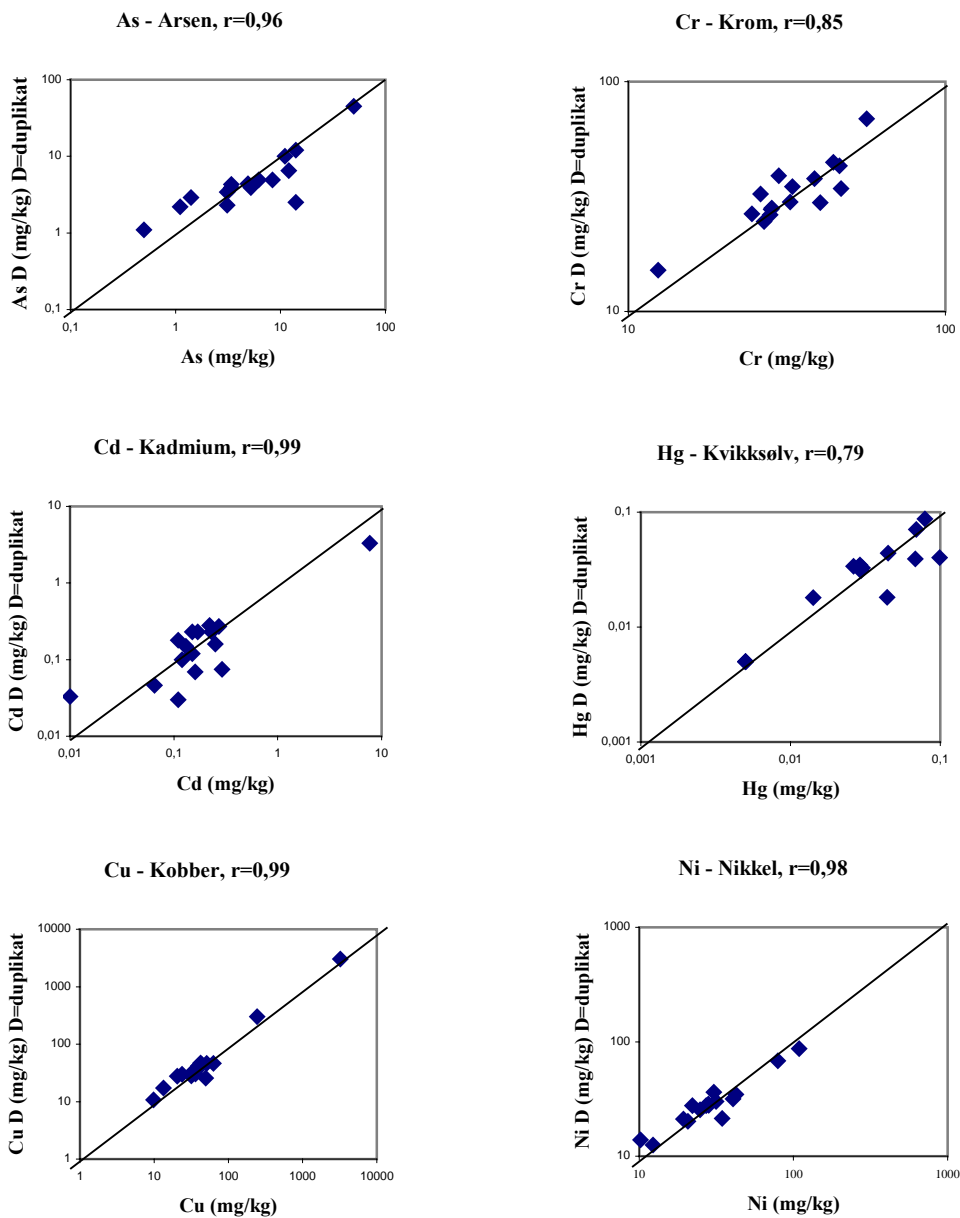 As - Arsen, r=0,96
As D (mg/kg) D=duplikat
100
10
1
0,1
0,1
1
10
100
As (mg/kg)
Cr - Krom, r=0,85
Cr D (mg/kg) D=duplikat
100
10
10
100
Cr (mg/kg)
Cd - Kadmium, r=0,99
Cd D (mg/kg) D=duplikat
10
1
0,1
0,01
0,01
0,1
1
10
Cd (mg/kg)
Hg - Kvikksølv, r=0,79
Hg D (mg/kg) D=duplikat
0,1
0,01
0,001
0,001
0,01
0,1
Hg (mg/kg)
Cu - Kobber, r=0,99
Cu D (mg/kg) D=duplikat
10000
1000
100
10
1
1
10
100
1000
10000
Cu (mg/kg)
Ni - Nikkel, r=0,98
Ni D (mg/kg) D=duplikat
1000
100
10
10
100
1000
Ni (mg/kg)